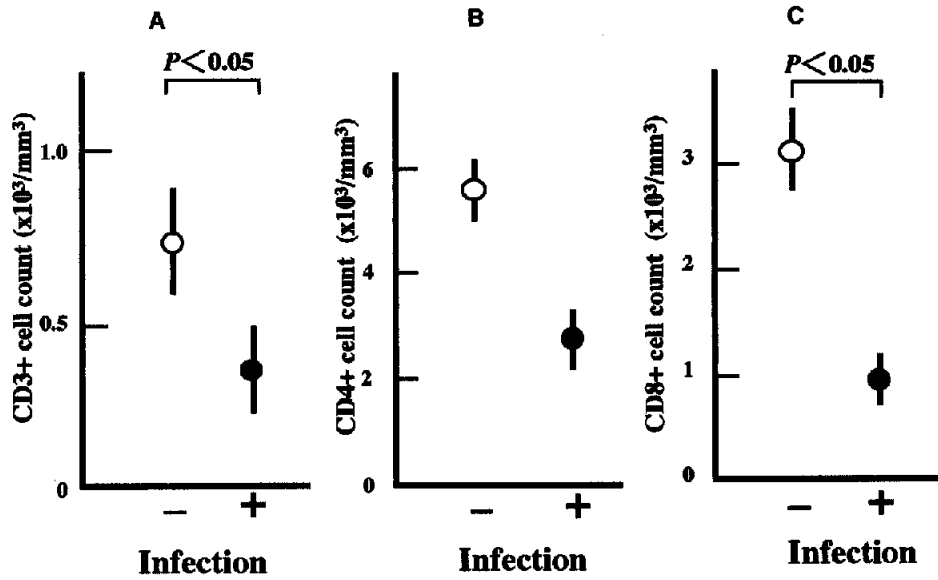 A
P<0.05
CD3+ cell count (x10³/mm³)
1.0
0.5
0
− +
Infection
B
CD4+ cell count (x10³/mm³)
6
4
2
0
− +
Infection
C
P<0.05
CD8+ cell count (x10³/mm³)
3
2
1
0
− +
Infection